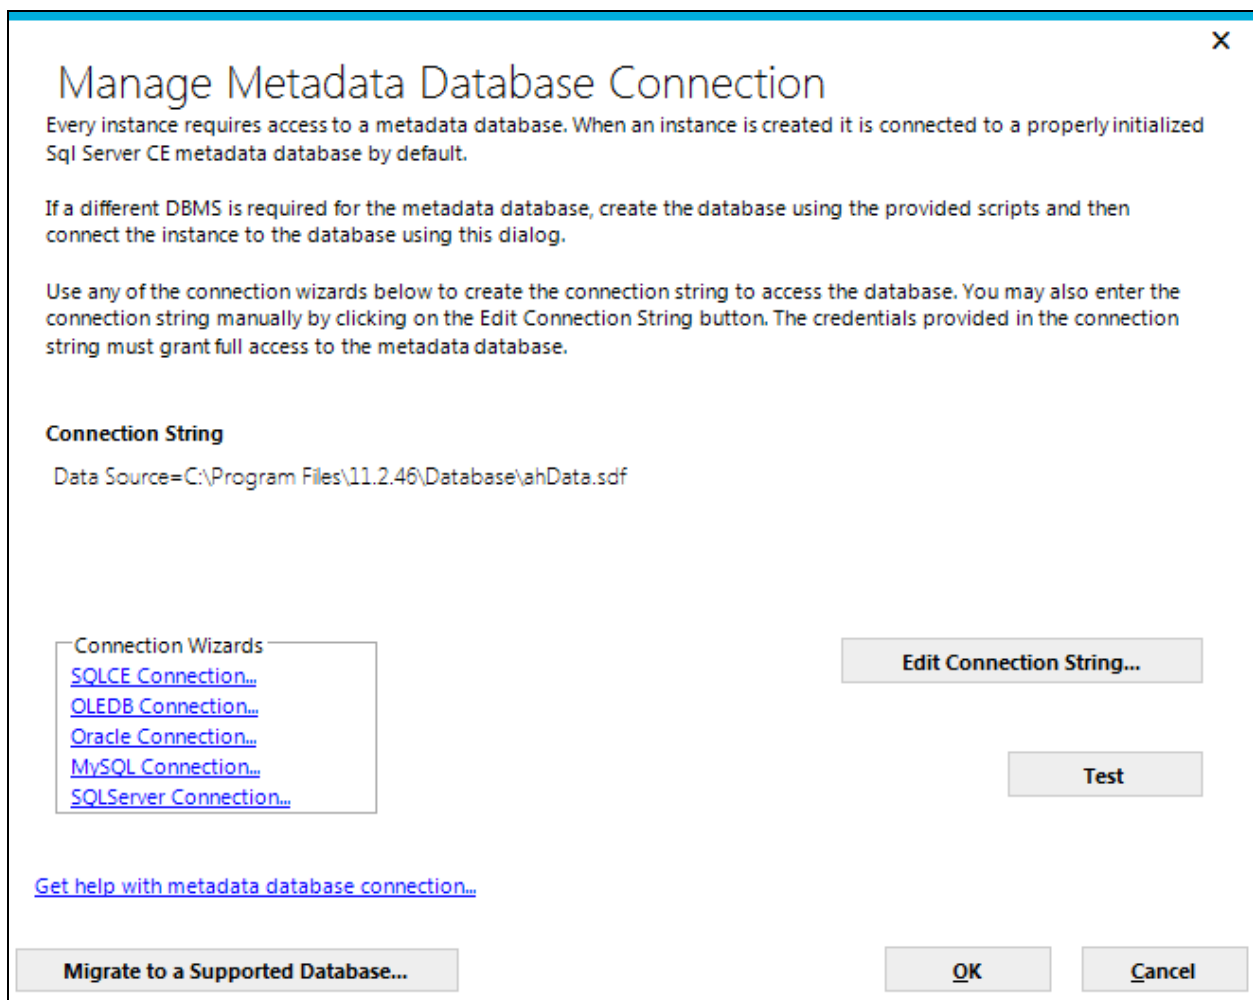 ×
Manage Metadata Database Connection
Every instance requires access to a metadata database. When an instance is created it is connected to a properly initialized
Sql Server CE metadata database by default.
If a different DBMS is required for the metadata database, create the database using the provided scripts and then
connect the instance to the database using this dialog.
Use any of the connection wizards below to create the connection string to access the database. You may also enter the
connection string manually by clicking on the Edit Connection String button. The credentials provided in the connection
string must grant full access to the metadata database.
Connection String
Data Source=C:\Program Files\11.2.46\Database\ahData.sdf
Connection Wizards
SQLCE Connection...
OLEDB Connection...
Oracle Connection...
MySQL Connection...
SQLServer Connection...
Edit Connection String...
Test
Get help with metadata database connection...
Migrate to a Supported Database...
OK
Cancel